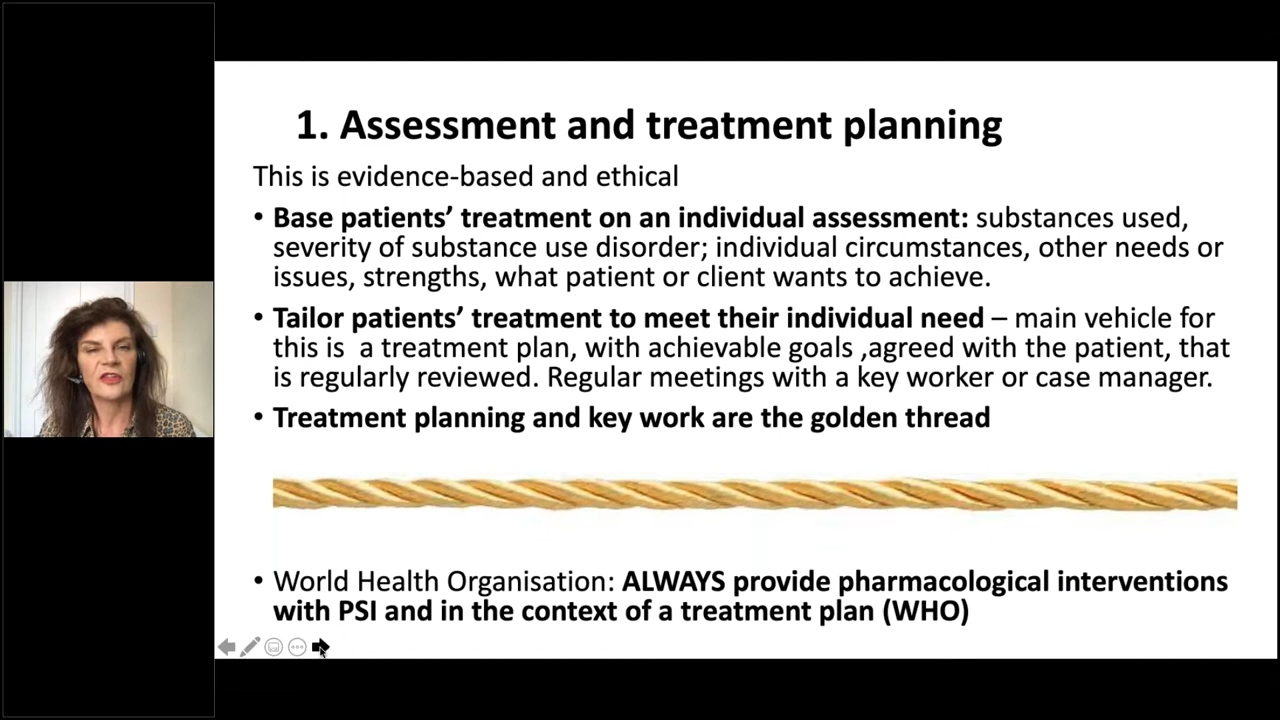 1. Assessment and treatment planning
This is evidence-based and ethical
• Base patients’ treatment on an individual assessment: substances used,
severity of substance use disorder; individual circumstances, other needs or
issues, strengths, what patient or client wants to achieve.
• Tailor patients’ treatment to meet their individual need – main vehicle for
this is  a treatment plan, with achievable goals ,agreed with the patient, that
is regularly reviewed. Regular meetings with a key worker or case manager.
• Treatment planning and key work are the golden thread
• World Health Organisation: ALWAYS provide pharmacological interventions
with PSI and in the context of a treatment plan (WHO)